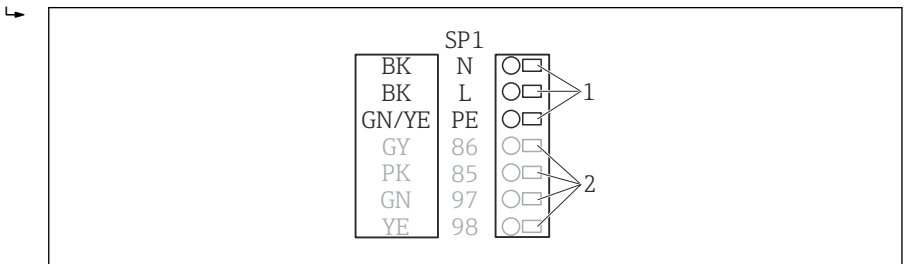 SP1
BK N
BK L 1
GN/YE PE
GY 86
PK 85 2
GN 97
YE 98